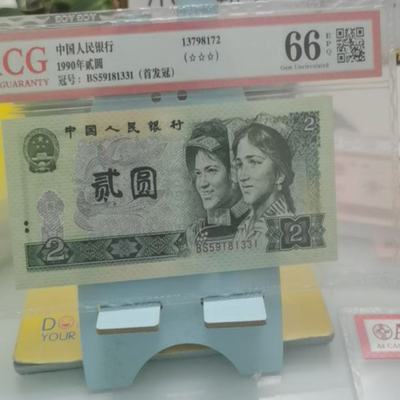 ACG
GUARANTY
中国人民银行
1990年贰圆
冠号：BS59181331（首发冠）
13798172
(☆☆☆)
66 EPQ
Gem Uncirculated
中国人民银行
贰圆
2
2
2
BS59181331
DO
YOUR